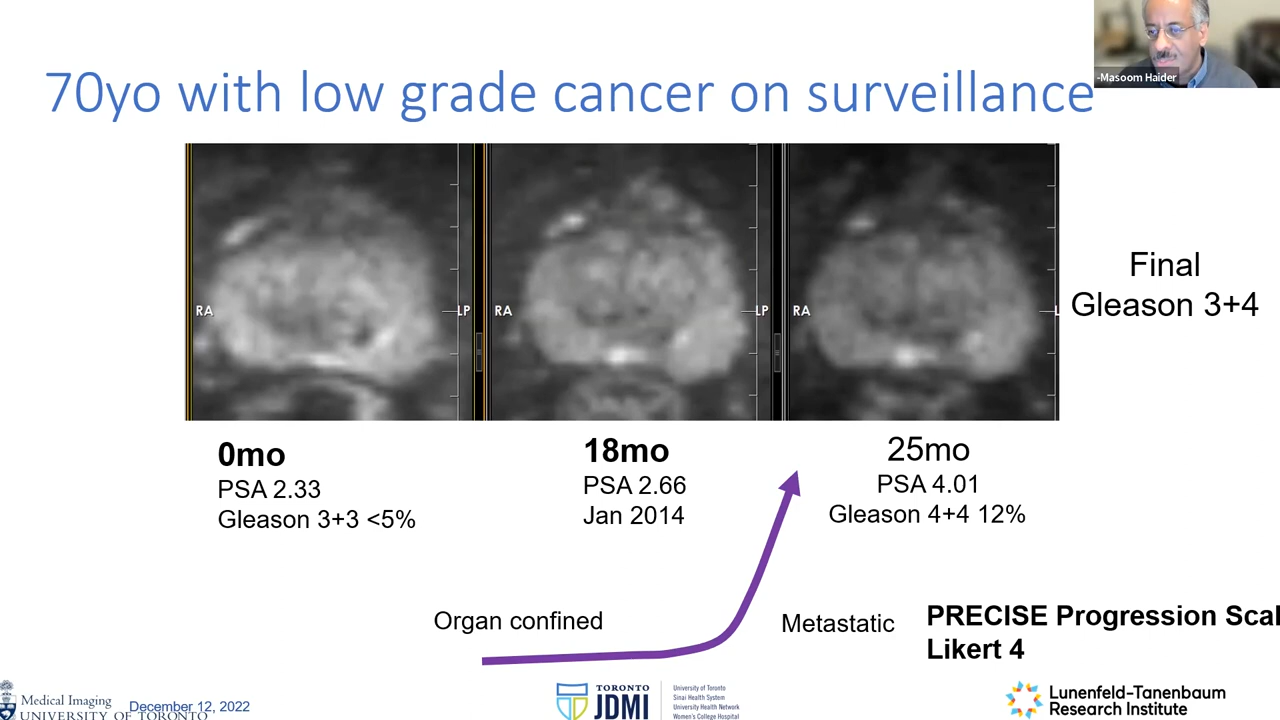 -Masoom Haider
70yo with low grade cancer on surveillance
RA
LP
RA
LP
RA
L
Final
Gleason 3+4
0mo
PSA 2.33
Gleason 3+3 <5%
18mo
PSA 2.66
Jan 2014
25mo
PSA 4.01
Gleason 4+4 12%
Organ confined
Metastatic
PRECISE Progression Scal
Likert 4
Medical Imaging
UNIVERSITY OF TORONTO
December 12, 2022
TORONTO
JDMI
University of Toronto
Sinai Health System
University Health Network
Women's College Hospital
Lunenfeld-Tanenbaum
Research Institute